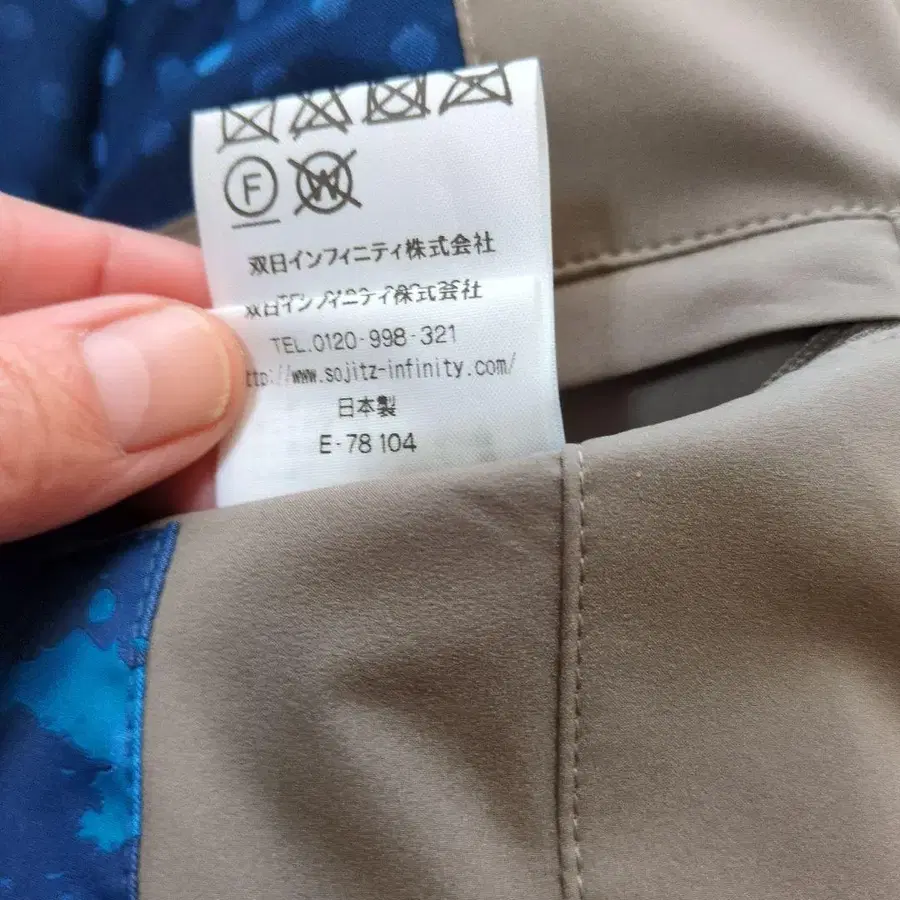 F
W
双日インフィニティ株式会社
双日インフィニティ株式会社
TEL.0120-998-321
ttp://www.sojitz-infinity.com/
日本製
E-78 104